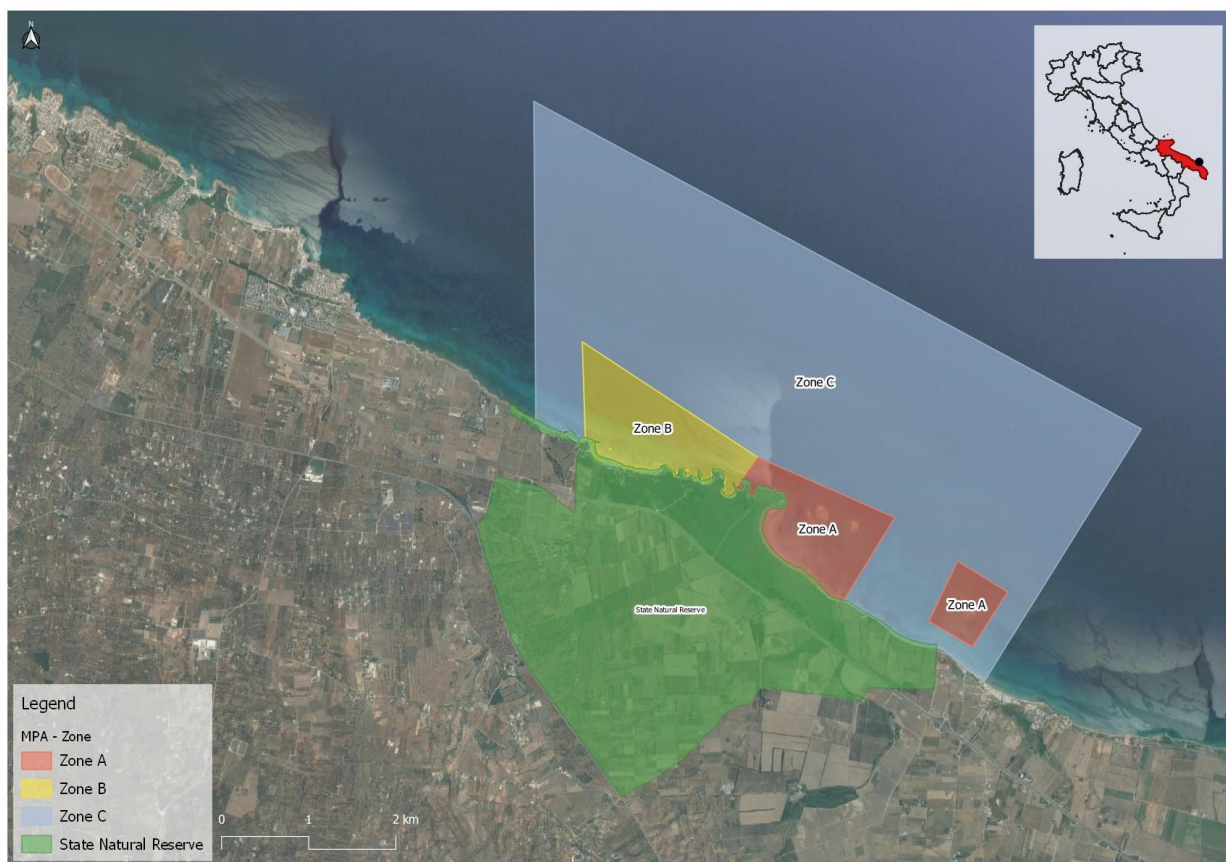 N
Zone C
Zone B
Zone A
Zone A
State Natural Reserve
Legend
MPA - Zone
Zone A
Zone B
Zone C
State Natural Reserve
0 1 2 km